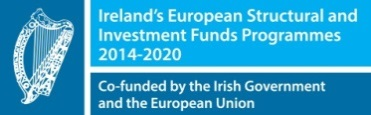 Ireland's European Structural and
Investment Funds Programmes
2014-2020
Co-funded by the Irish Government
and the European Union